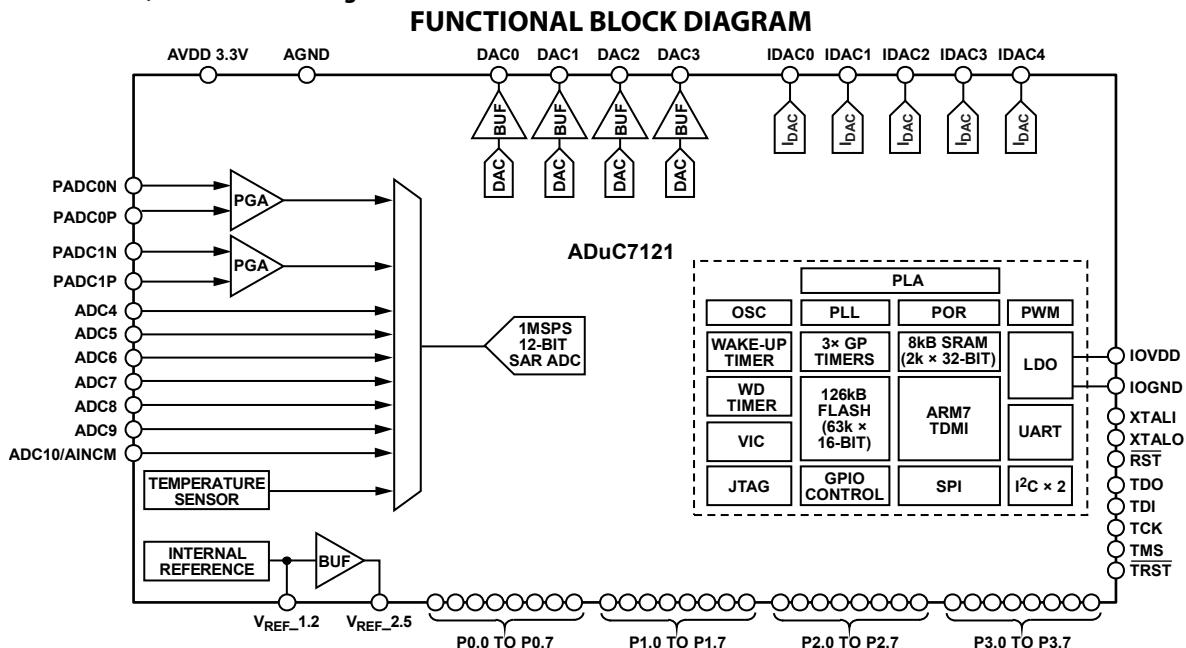 FUNCTIONAL BLOCK DIAGRAM
AVDD 3.3V
AGND
DAC0
DAC1
DAC2
DAC3
IDAC0
IDAC1
IDAC2
IDAC3
IDAC4
BUF
BUF
BUF
BUF
DAC
DAC
DAC
DAC
IDAC
IDAC
IDAC
IDAC
IDAC
PADC0N
PADC0P
PGA
PADC1N
PADC1P
PGA
ADC4
ADC5
ADC6
ADC7
ADC8
ADC9
ADC10/AINCM
TEMPERATURE
SENSOR
INTERNAL
REFERENCE
BUF
1MSPS
12-BIT
SAR ADC
ADuC7121
PLA
OSC
PLL
POR
PWM
WAKE-UP
TIMER
3× GP
TIMERS
8kB SRAM
(2k × 32-BIT)
LDO
WD
TIMER
126kB
FLASH
(63k ×
16-BIT)
ARM7
TDMI
UART
VIC
JTAG
GPIO
CONTROL
SPI
I2C × 2
IOVDD
IOGND
XTALI
XTALO
RST
TDO
TDI
TCK
TMS
TRST
VREF_1.2
VREF_2.5
P0.0 TO P0.7
P1.0 TO P1.7
P2.0 TO P2.7
P3.0 TO P3.7